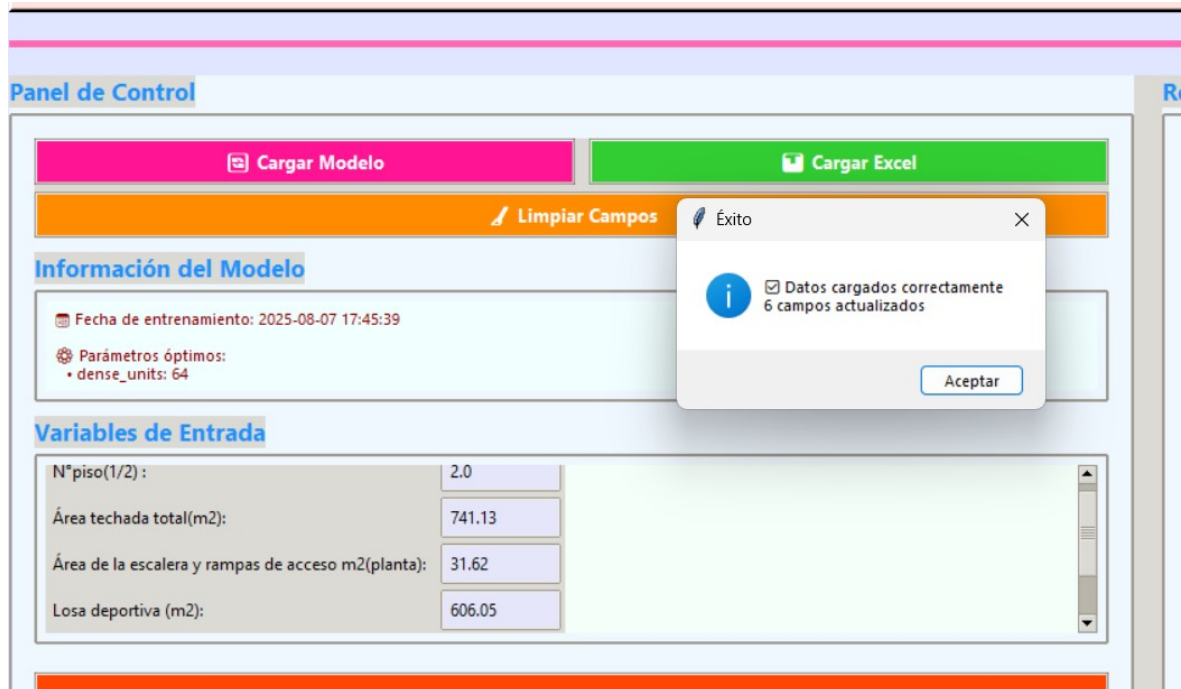 Panel de Control
Cargar Modelo
Cargar Excel
Limpiar Campos
Éxito
Datos cargados correctamente
6 campos actualizados
Aceptar
Información del Modelo
Fecha de entrenamiento: 2025-08-07 17:45:39
Parámetros óptimos:
• dense_units: 64
Variables de Entrada
N°piso(1/2) : 2.0
Área techada total(m2): 741.13
Área de la escalera y rampas de acceso m2(planta): 31.62
Losa deportiva (m2): 606.05